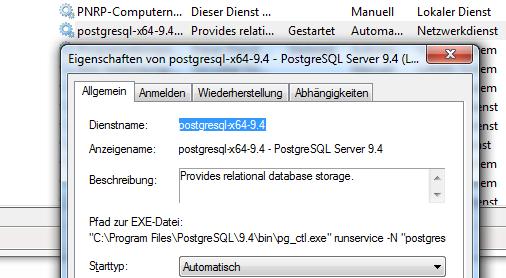 PNRP-Computern... Dieser Dienst ... Manuell Lokaler Dienst
postgresql-x64-9.4... Provides relati... Gestartet Automa... Netzwerkdienst
Eigenschaften von postgresql-x64-9.4 - PostgreSQL Server 9.4 (L...
Allgemein Anmelden Wiederherstellung Abhängigkeiten
Dienstname: postgresql-x64-9.4
Anzeigename: postgresql-x64-9.4 - PostgreSQL Server 9.4
Beschreibung: Provides relational database storage.
Pfad zur EXE-Datei:
"C:\Program Files\PostgreSQL\9.4\bin\pg_ctl.exe" runservice -N "postgres
Starttyp: Automatisch